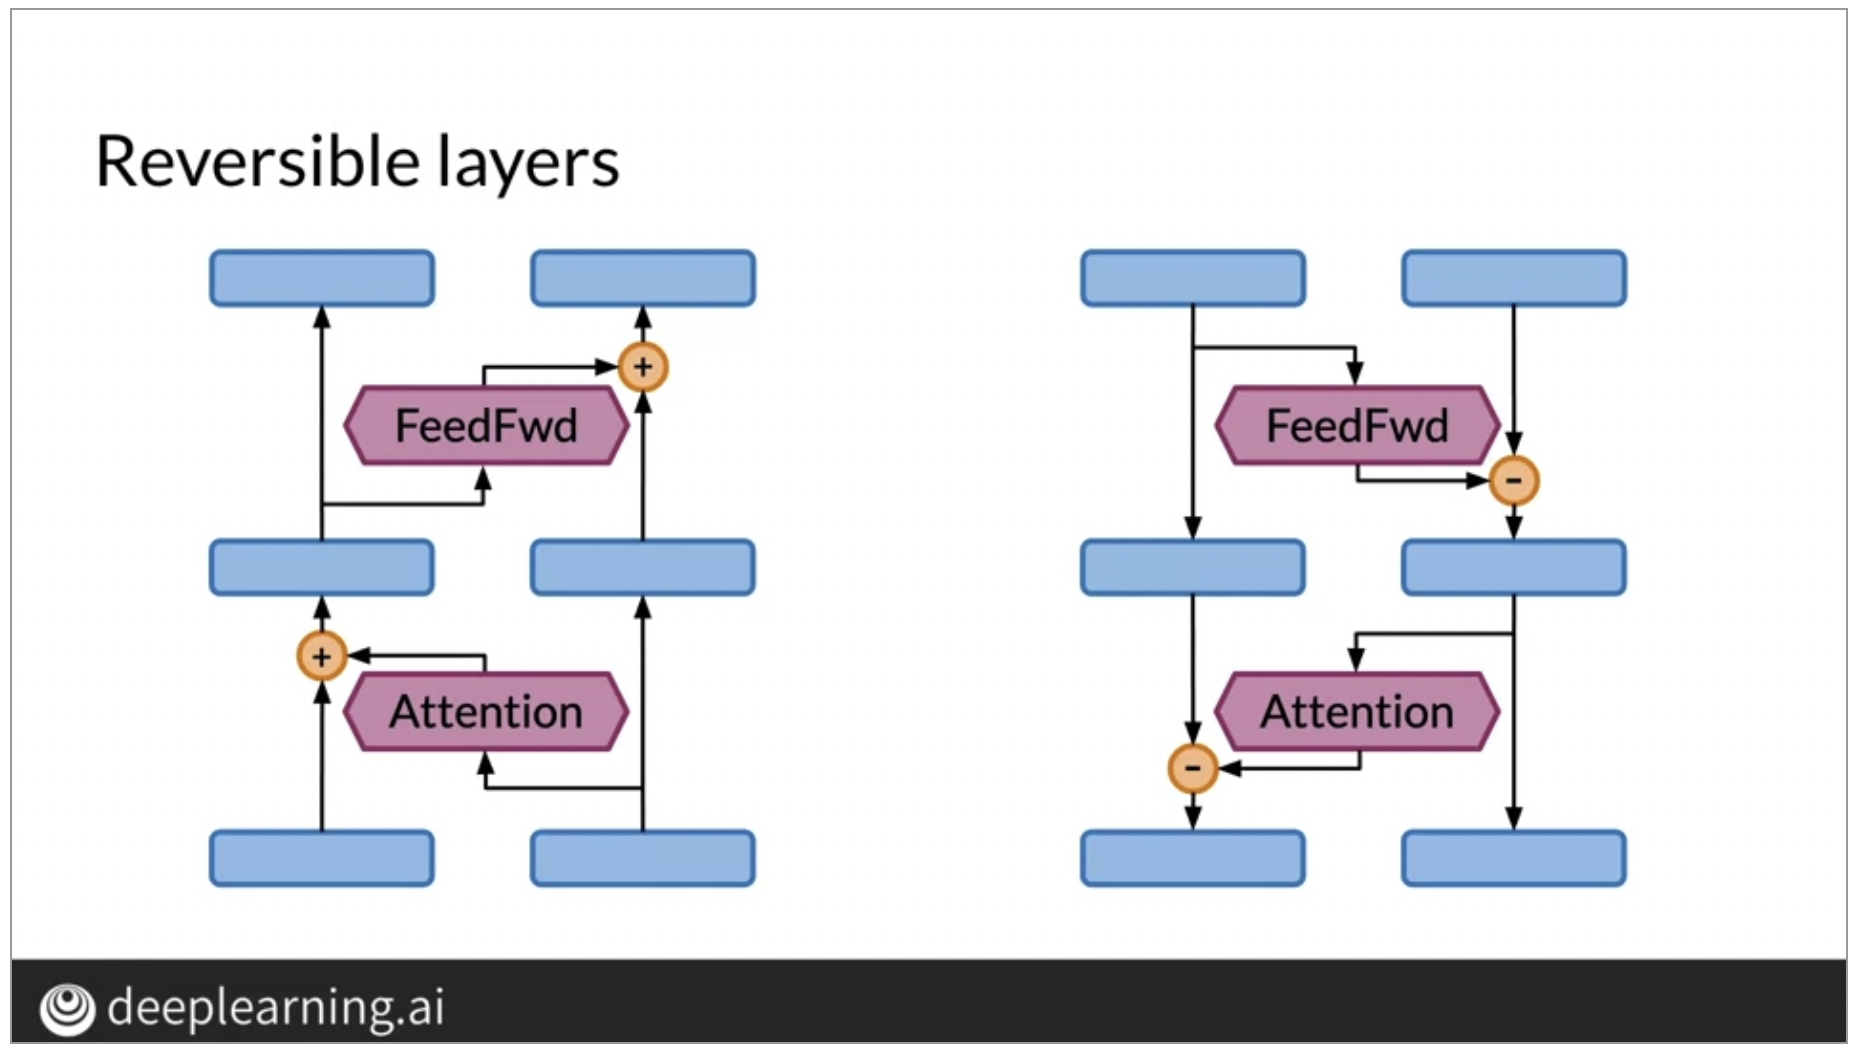 Reversible layers
+
FeedFwd
FeedFwd
-
+
Attention
Attention
-
deeplearning.ai